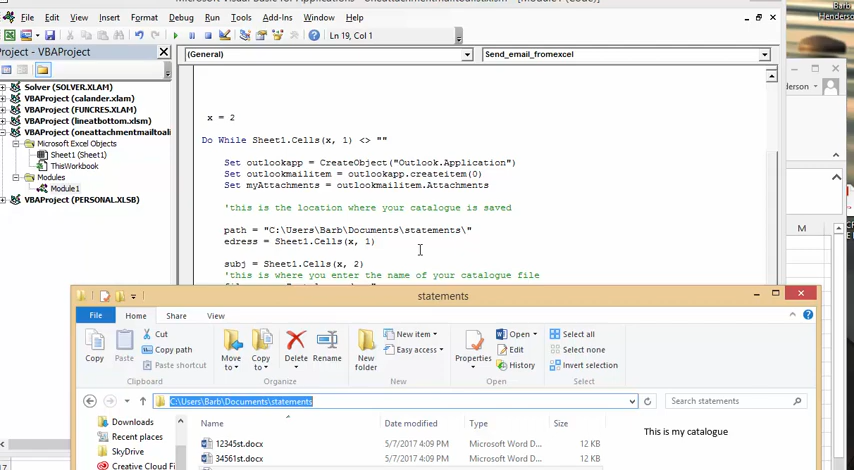 File Edit View Insert Format Debug Run Tools Add-Ins Window Help
Ln 19, Col 1
Project - VBAProject
(General)
Send_email_fromexcel
Solver (SOLVER.XLAM)
VBAProject (calander.xlam)
VBAProject (FUNCRES.XLAM)
VBAProject (lineatbottom.xlsm)
VBAProject (oneattachmentmailtoali
Microsoft Excel Objects
Sheet1 (Sheet1)
ThisWorkbook
Modules
Module1
VBAProject (PERSONAL.XLSB)
x = 2
Do While Sheet1.Cells(x, 1) <> ""
Set outlookapp = CreateObject("Outlook.Application")
Set outlookmailitem = outlookapp.createitem(0)
Set myAttachments = outlookmailitem.Attachments
'this is the location where your catalogue is saved
path = "C:\Users\Barb\Documents\statements\"
edress = Sheet1.Cells(x, 1)
subj = Sheet1.Cells(x, 2)
'this is where you enter the name of your catalogue file
Barb
Henderson
derson
M
statements
File Home Share View
Copy
Paste
Cut
Copy path
Paste shortcut
Clipboard
Move to
Copy to
Delete
Rename
Organize
New folder
New item
Easy access
New
Properties
Open
Edit
History
Open
Select all
Select none
Invert selection
Select
C:\Users\Barb\Documents\statements
Search statements
Downloads
Recent places
SkyDrive
Creative Cloud Fi
Name Date modified Type Size
12345st.docx 5/7/2017 4:09 PM Microsoft Word D... 12 KB
34561st.docx 5/7/2017 4:09 PM Microsoft Word D... 12 KB
This is my catalogue